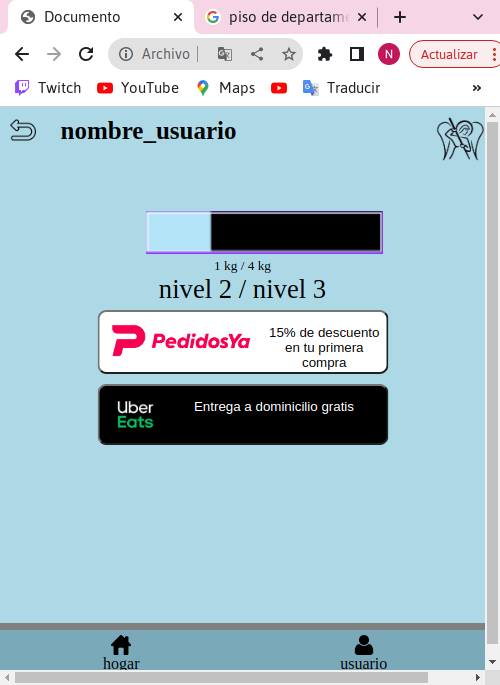 Documento
piso de departame
Archivo
N
Actualizar
Twitch
YouTube
Maps
Traducir
»
nombre_usuario
1 kg / 4 kg
nivel 2 / nivel 3
PedidosYa
15% de descuento
en tu primera
compra
Uber
Eats
Entrega a dominicilio gratis
hogar
usuario